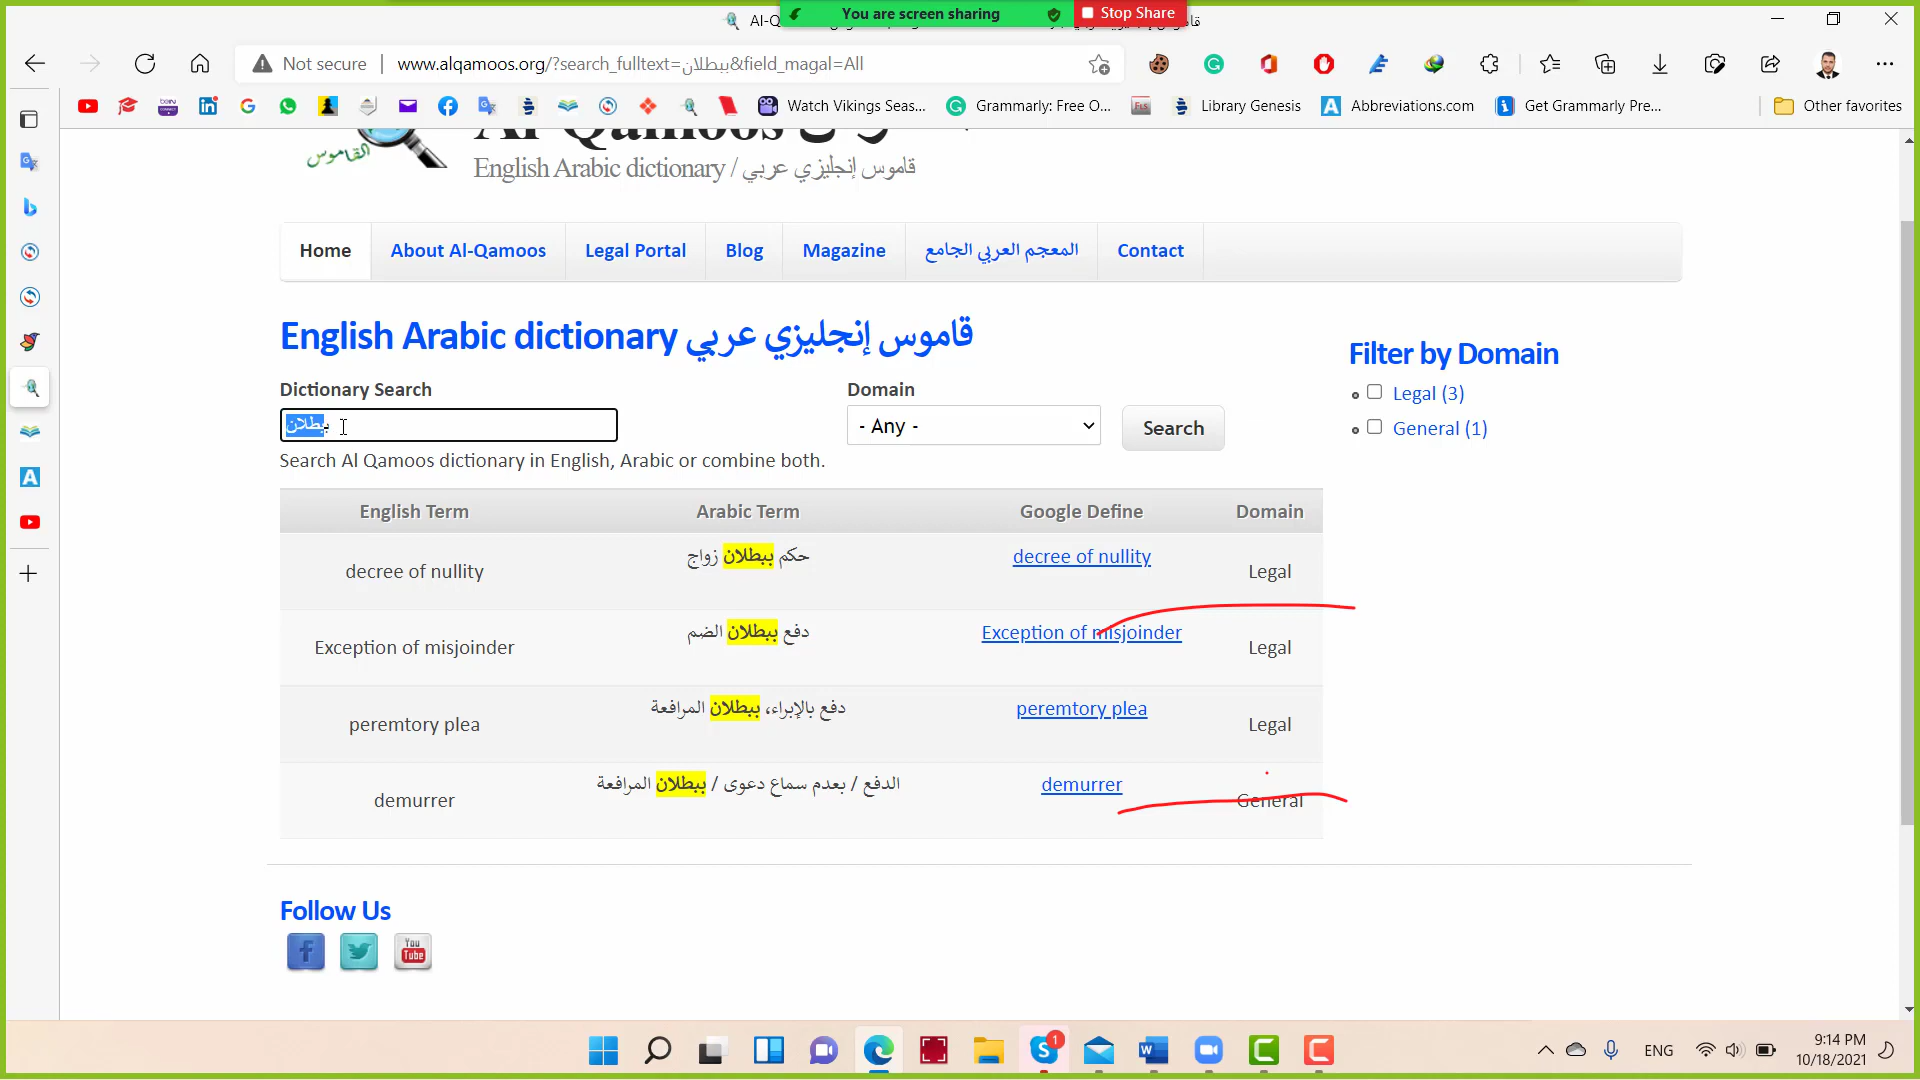 You are screen sharing
Stop Share
Not secure
www.alqamoos.org/?search_fulltext=ببطلان&field_magal=All
Watch Vikings Seas...
Grammarly: Free O...
Library Genesis
Abbreviations.com
Get Grammarly Pre...
Other favorites
English Arabic dictionary / قاموس إنجليزي عربي
Home
About Al-Qamoos
Legal Portal
Blog
Magazine
المعجم العربي الجامع
Contact
English Arabic dictionary قاموس إنجليزي عربي
Dictionary Search
Domain
ببطلان
- Any -
Search
Search Al Qamoos dictionary in English, Arabic or combine both.
Filter by Domain
Legal (3)
General (1)
English Term
Arabic Term
Google Define
Domain
decree of nullity
حكم ببطلان زواج
decree of nullity
Legal
Exception of misjoinder
دفع ببطلان الضم
Exception of misjoinder
Legal
peremtory plea
دفع بالإبراء، ببطلان المرافعة
peremtory plea
Legal
demurrer
الدفع / بعدم سماع دعوى / ببطلان المرافعة
demurrer
General
Follow Us
You
Tube
1
ENG
9:14 PM
10/18/2021